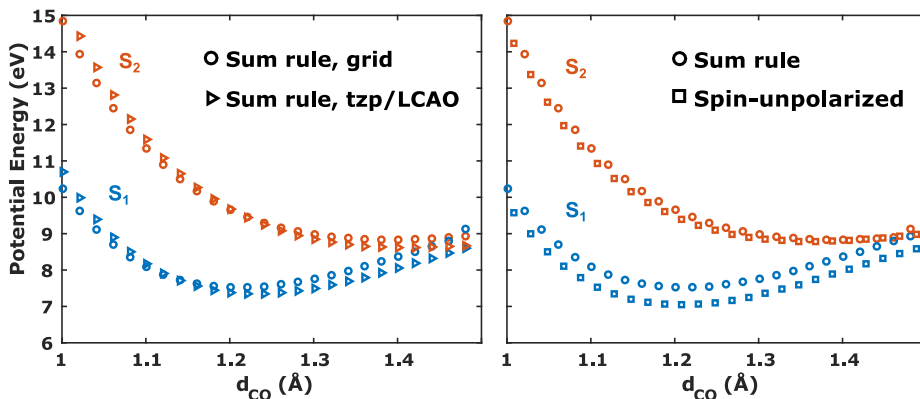 15
14
13
12
11
10
9
8
7
6
Potential Energy (eV)
S₂
S₁
Sum rule, grid
Sum rule, tzp/LCAO
1
1.1
1.2
1.3
1.4
d_CO (Å)
S₂
S₁
Sum rule
Spin-unpolarized
1
1.1
1.2
1.3
1.4
d_CO (Å)